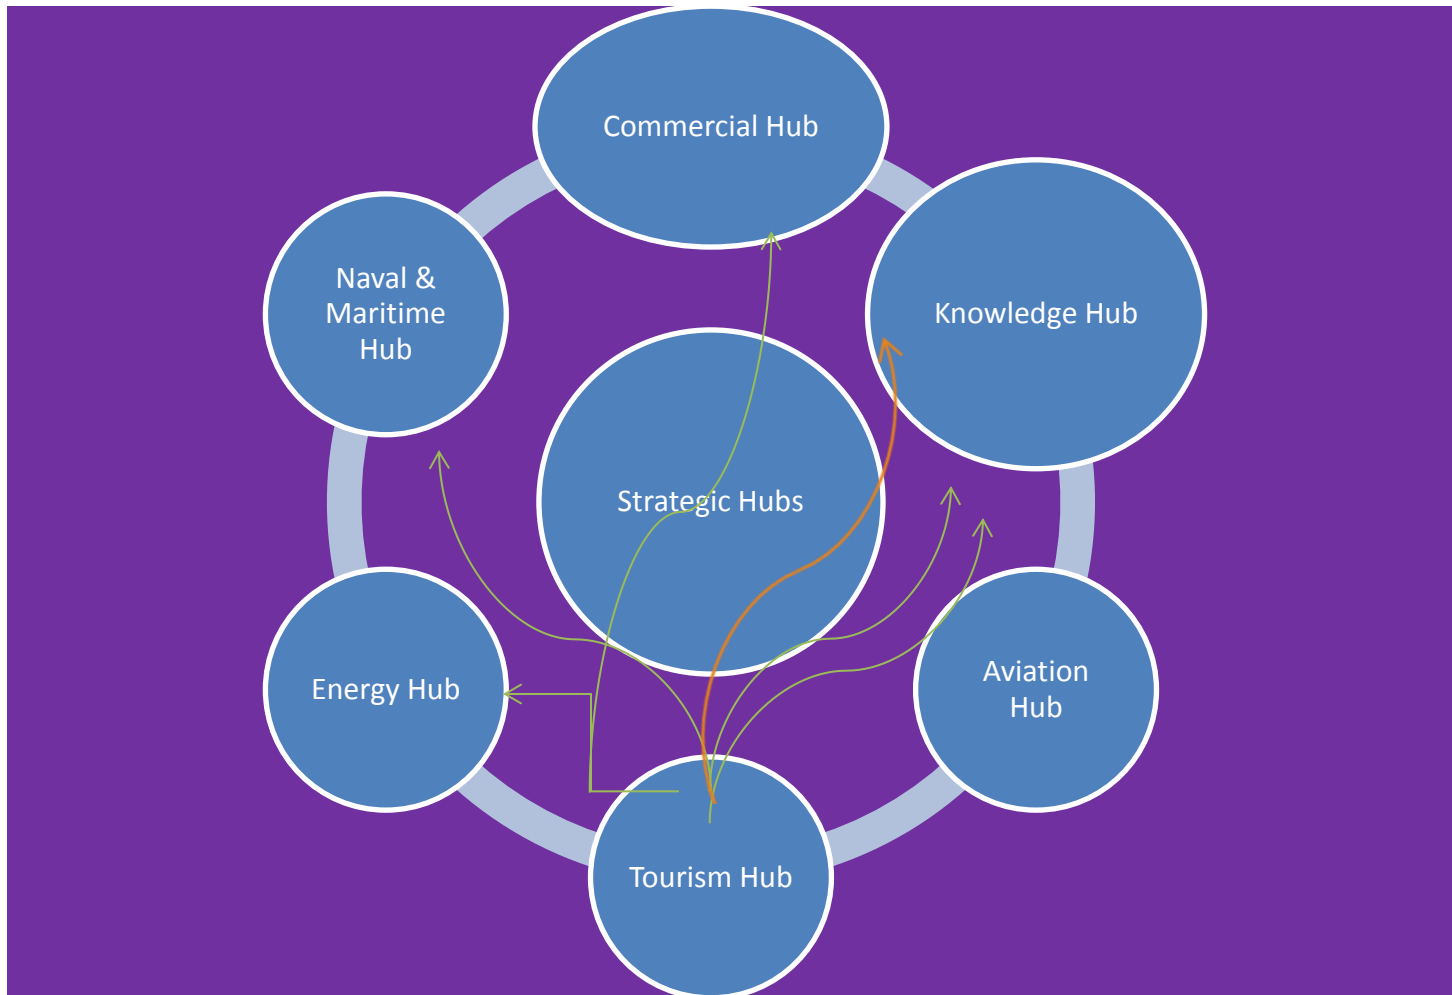 Commercial Hub
Knowledge Hub
Naval &
Maritime
Hub
Strategic Hubs
Energy Hub
Aviation
Hub
Tourism Hub